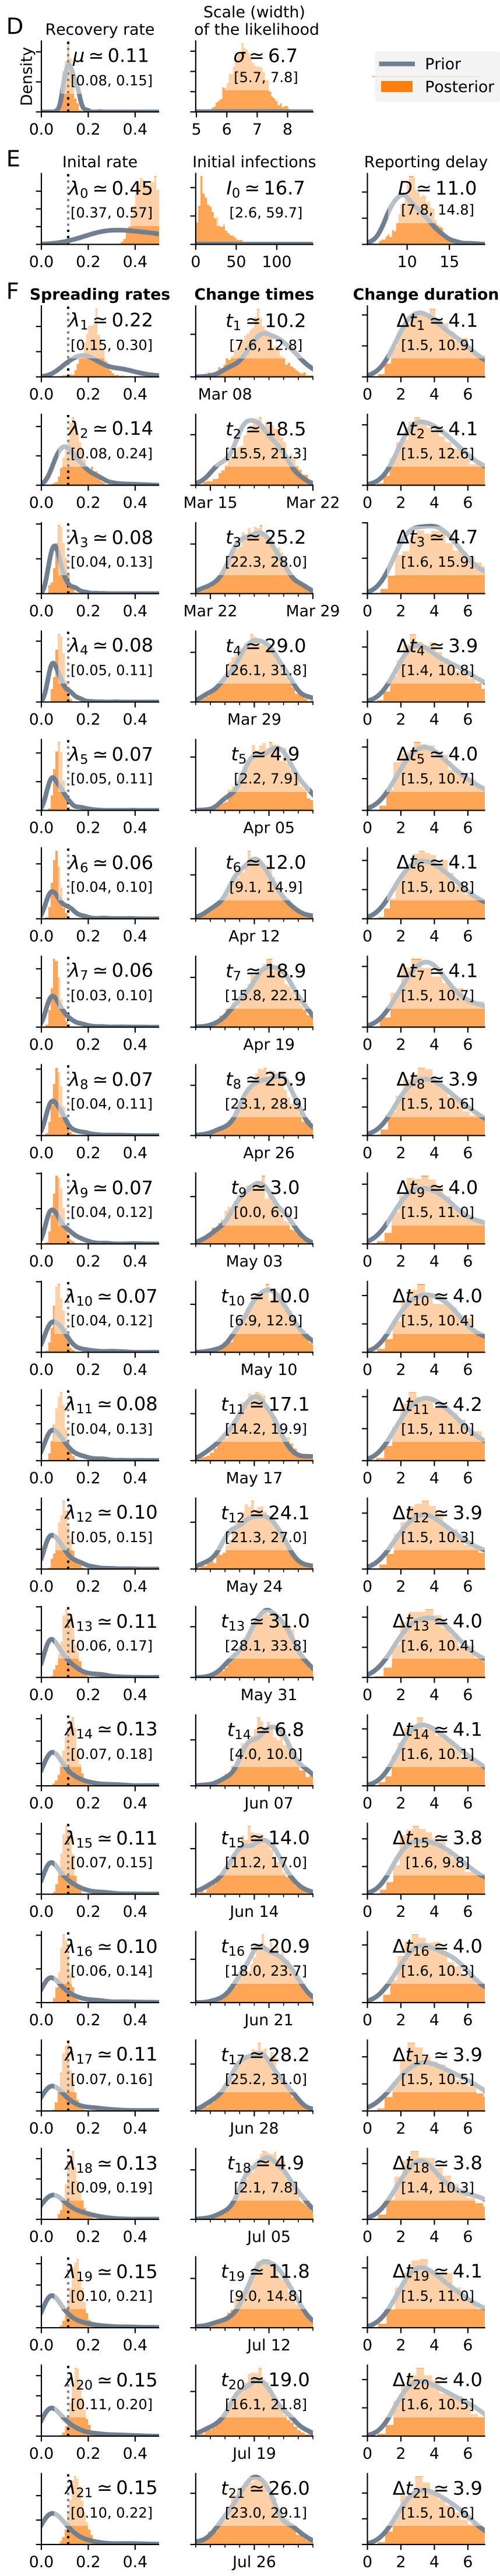 D
Recovery rate
Scale (width)
of the likelihood
Density
μ ≃ 0.11
[0.08, 0.15]
σ ≃ 6.7
[5.7, 7.8]
Prior
Posterior
0.0 0.2 0.4
5 6 7 8
E
Inital rate
Initial infections
Reporting delay
λ0 ≃ 0.45
[0.37, 0.57]
I0 ≃ 16.7
[2.6, 59.7]
D ≃ 11.0
[7.8, 14.8]
0.0 0.2 0.4
0 50 100
10 15
F
Spreading rates
Change times
Change duration
λ1 ≃ 0.22
[0.15, 0.30]
t1 ≃ 10.2
[7.6, 12.8]
Δt1 ≃ 4.1
[1.5, 10.9]
0.0 0.2 0.4
Mar 08
0 2 4 6
λ2 ≃ 0.14
[0.08, 0.24]
t2 ≃ 18.5
[15.5, 21.3]
Δt2 ≃ 4.1
[1.5, 12.6]
0.0 0.2 0.4
Mar 15 Mar 22
0 2 4 6
λ3 ≃ 0.08
[0.04, 0.13]
t3 ≃ 25.2
[22.3, 28.0]
Δt3 ≃ 4.7
[1.6, 15.9]
0.0 0.2 0.4
Mar 22 Mar 29
0 2 4 6
λ4 ≃ 0.08
[0.05, 0.11]
t4 ≃ 29.0
[26.1, 31.8]
Δt4 ≃ 3.9
[1.4, 10.8]
0.0 0.2 0.4
Mar 29
0 2 4 6
λ5 ≃ 0.07
[0.05, 0.11]
t5 ≃ 4.9
[2.2, 7.9]
Δt5 ≃ 4.0
[1.5, 10.7]
0.0 0.2 0.4
Apr 05
0 2 4 6
λ6 ≃ 0.06
[0.04, 0.10]
t6 ≃ 12.0
[9.1, 14.9]
Δt6 ≃ 4.1
[1.5, 10.8]
0.0 0.2 0.4
Apr 12
0 2 4 6
λ7 ≃ 0.06
[0.03, 0.10]
t7 ≃ 18.9
[15.8, 22.1]
Δt7 ≃ 4.1
[1.5, 10.7]
0.0 0.2 0.4
Apr 19
0 2 4 6
λ8 ≃ 0.07
[0.04, 0.11]
t8 ≃ 25.9
[23.1, 28.9]
Δt8 ≃ 3.9
[1.5, 10.6]
0.0 0.2 0.4
Apr 26
0 2 4 6
λ9 ≃ 0.07
[0.04, 0.12]
t9 ≃ 3.0
[0.0, 6.0]
Δt9 ≃ 4.0
[1.5, 11.0]
0.0 0.2 0.4
May 03
0 2 4 6
λ10 ≃ 0.07
[0.04, 0.12]
t10 ≃ 10.0
[6.9, 12.9]
Δt10 ≃ 4.0
[1.5, 10.4]
0.0 0.2 0.4
May 10
0 2 4 6
λ11 ≃ 0.08
[0.04, 0.13]
t11 ≃ 17.1
[14.2, 19.9]
Δt11 ≃ 4.2
[1.5, 11.0]
0.0 0.2 0.4
May 17
0 2 4 6
λ12 ≃ 0.10
[0.05, 0.15]
t12 ≃ 24.1
[21.3, 27.0]
Δt12 ≃ 3.9
[1.5, 10.3]
0.0 0.2 0.4
May 24
0 2 4 6
λ13 ≃ 0.11
[0.06, 0.17]
t13 ≃ 31.0
[28.1, 33.8]
Δt13 ≃ 4.0
[1.6, 10.4]
0.0 0.2 0.4
May 31
0 2 4 6
λ14 ≃ 0.13
[0.07, 0.18]
t14 ≃ 6.8
[4.0, 10.0]
Δt14 ≃ 4.1
[1.6, 10.1]
0.0 0.2 0.4
Jun 07
0 2 4 6
λ15 ≃ 0.11
[0.07, 0.15]
t15 ≃ 14.0
[11.2, 17.0]
Δt15 ≃ 3.8
[1.6, 9.8]
0.0 0.2 0.4
Jun 14
0 2 4 6
λ16 ≃ 0.10
[0.06, 0.14]
t16 ≃ 20.9
[18.0, 23.7]
Δt16 ≃ 4.0
[1.6, 10.3]
0.0 0.2 0.4
Jun 21
0 2 4 6
λ17 ≃ 0.11
[0.07, 0.16]
t17 ≃ 28.2
[25.2, 31.0]
Δt17 ≃ 3.9
[1.5, 10.5]
0.0 0.2 0.4
Jun 28
0 2 4 6
λ18 ≃ 0.13
[0.09, 0.19]
t18 ≃ 4.9
[2.1, 7.8]
Δt18 ≃ 3.8
[1.4, 10.3]
0.0 0.2 0.4
Jul 05
0 2 4 6
λ19 ≃ 0.15
[0.10, 0.21]
t19 ≃ 11.8
[9.0, 14.8]
Δt19 ≃ 4.1
[1.5, 11.0]
0.0 0.2 0.4
Jul 12
0 2 4 6
λ20 ≃ 0.15
[0.11, 0.20]
t20 ≃ 19.0
[16.1, 21.8]
Δt20 ≃ 4.0
[1.6, 10.5]
0.0 0.2 0.4
Jul 19
0 2 4 6
λ21 ≃ 0.15
[0.10, 0.22]
t21 ≃ 26.0
[23.0, 29.1]
Δt21 ≃ 3.9
[1.5, 10.6]
0.0 0.2 0.4
Jul 26
0 2 4 6